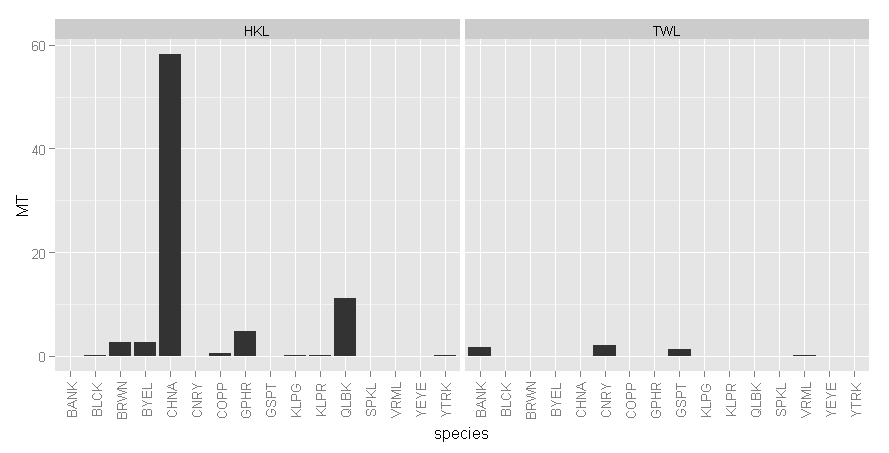 HKL TWL
60
40
20
0
MT
BANK BLCK BRWN BYEL CHNA CNRY COPP GPHR GSPT KLPG KLPR QLBK SPKL VRML YEYE YTRK BANK BLCK BRWN BYEL CHNA CNRY COPP GPHR GSPT KLPG KLPR QLBK SPKL VRML YEYE YTRK
species